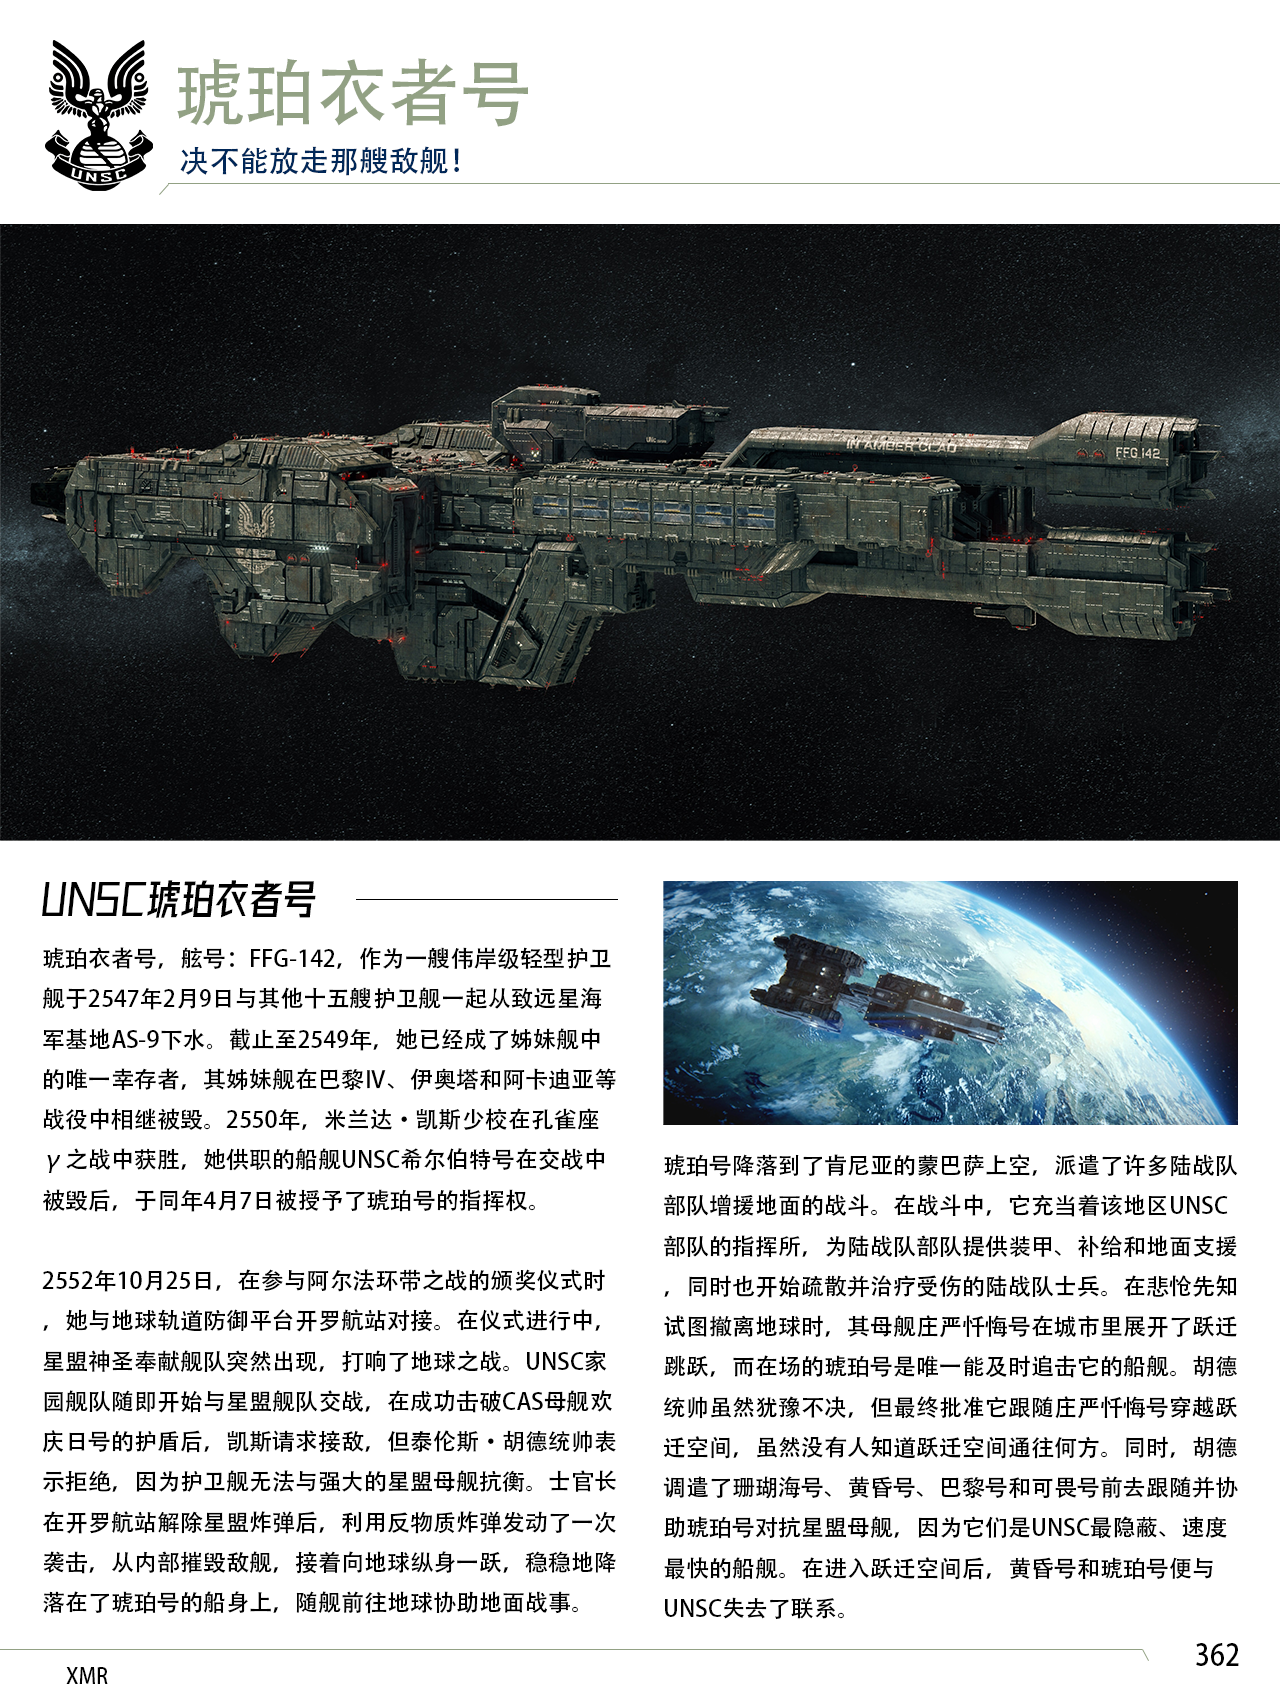 琥珀衣者号
决不能放走那艘敌舰！
UNSC
IN AMBER CLAD
FFG 142
UNSC
UNSC琥珀衣者号
琥珀衣者号，舷号：FFG-142，作为一艘伟岸级轻型护卫
舰于2547年2月9日与其他十五艘护卫舰一起从致远星海
军基地AS-9下水。截止至2549年，她已经成了姊妹舰中
的唯一幸存者，其姊妹舰在巴黎IV、伊奥塔和阿卡迪亚等
战役中相继被毁。2550年，米兰达·凯斯少校在孔雀座
γ之战中获胜，她供职的船舰UNSC希尔伯特号在交战中
被毁后，于同年4月7日被授予了琥珀号的指挥权。
2552年10月25日，在参与阿尔法环带之战的颁奖仪式时
，她与地球轨道防御平台开罗航站对接。在仪式进行中，
星盟神圣奉献舰队突然出现，打响了地球之战。UNSC家
园舰队随即开始与星盟舰队交战，在成功击破CAS母舰欢
庆日号的护盾后，凯斯请求接敌，但泰伦斯·胡德统帅表
示拒绝，因为护卫舰无法与强大的星盟母舰抗衡。士官长
在开罗航站解除星盟炸弹后，利用反物质炸弹发动了一次
袭击，从内部摧毁敌舰，接着向地球纵身一跃，稳稳地降
落在了琥珀号的船身上，随舰前往地球协助地面战事。
琥珀号降落到了肯尼亚的蒙巴萨上空，派遣了许多陆战队
部队增援地面的战斗。在战斗中，它充当着该地区UNSC
部队的指挥所，为陆战队部队提供装甲、补给和地面支援
，同时也开始疏散并治疗受伤的陆战队士兵。在悲怆先知
试图撤离地球时，其母舰庄严忏悔号在城市里展开了跃迁
跳跃，而在场的琥珀号是唯一能及时追击它的船舰。胡德
统帅虽然犹豫不决，但最终批准它跟随庄严忏悔号穿越跃
迁空间，虽然没有人知道跃迁空间通往何方。同时，胡德
调遣了珊瑚海号、黄昏号、巴黎号和可畏号前去跟随并协
助琥珀号对抗星盟母舰，因为它们是UNSC最隐蔽、速度
最快的船舰。在进入跃迁空间后，黄昏号和琥珀号便与
UNSC失去了联系。
362
XMR